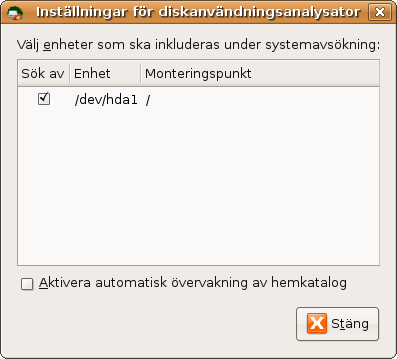 Inställningar för diskanvändningsanalysator
Välj enheter som ska inkluderas under systemavsökning:
Sök av Enhet Monteringspunkt
/dev/hda1 /
Aktivera automatisk övervakning av hemkatalog
Stäng